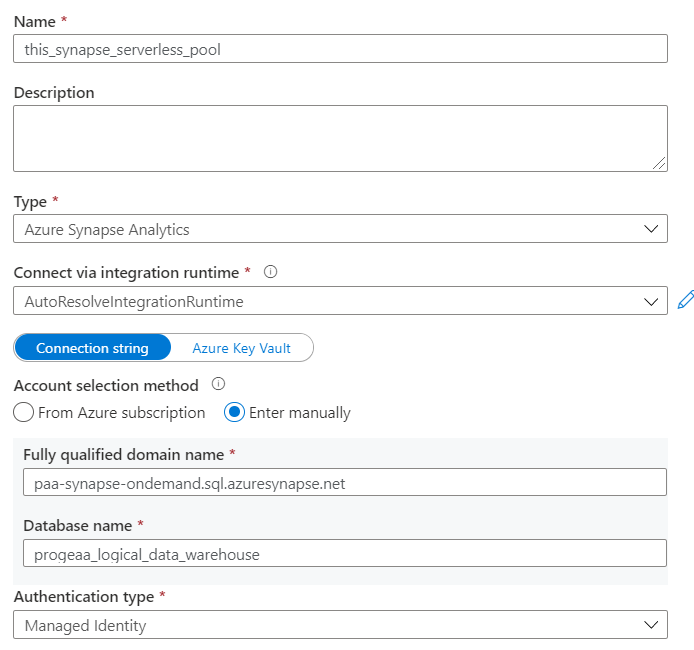 Name *
this_synapse_serverless_pool
Description
Type *
Azure Synapse Analytics
Connect via integration runtime *
AutoResolveIntegrationRuntime
Connection string Azure Key Vault
Account selection method
From Azure subscription Enter manually
Fully qualified domain name *
paa-synapse-ondemand.sql.azuresynapse.net
Database name *
progeaa_logical_data_warehouse
Authentication type *
Managed Identity